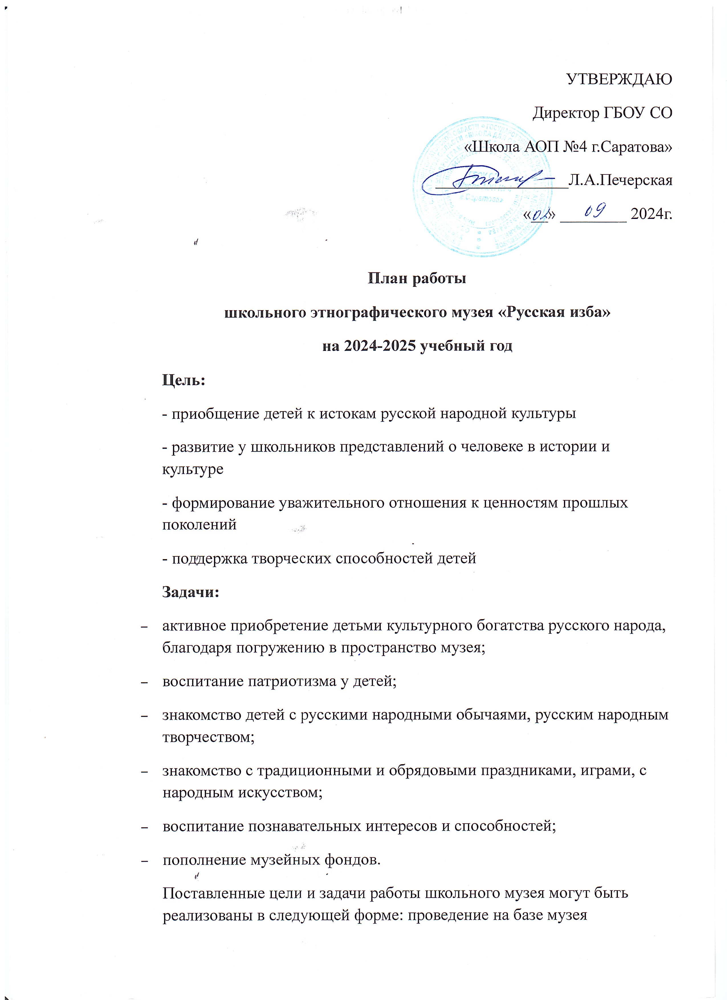 УТВЕРЖДАЮ
Директор ГБОУ СО
«Школа АОП №4 г.Саратова»
Л.А.Печерская
«02» 09 2024г.
План работы
школьного этнографического музея «Русская изба»
на 2024-2025 учебный год
Цель:
- приобщение детей к истокам русской народной культуры
- развитие у школьников представлений о человеке в истории и
культуре
- формирование уважительного отношения к ценностям прошлых
поколений
- поддержка творческих способностей детей
Задачи:
– активное приобретение детьми культурного богатства русского народа,
благодаря погружению в пространство музея;
– воспитание патриотизма у детей;
– знакомство детей с русскими народными обычаями, русским народным
творчеством;
– знакомство с традиционными и обрядовыми праздниками, играми, с
народным искусством;
– воспитание познавательных интересов и способностей;
– пополнение музейных фондов.
Поставленные цели и задачи работы школьного музея могут быть
реализованы в следующей форме: проведение на базе музея